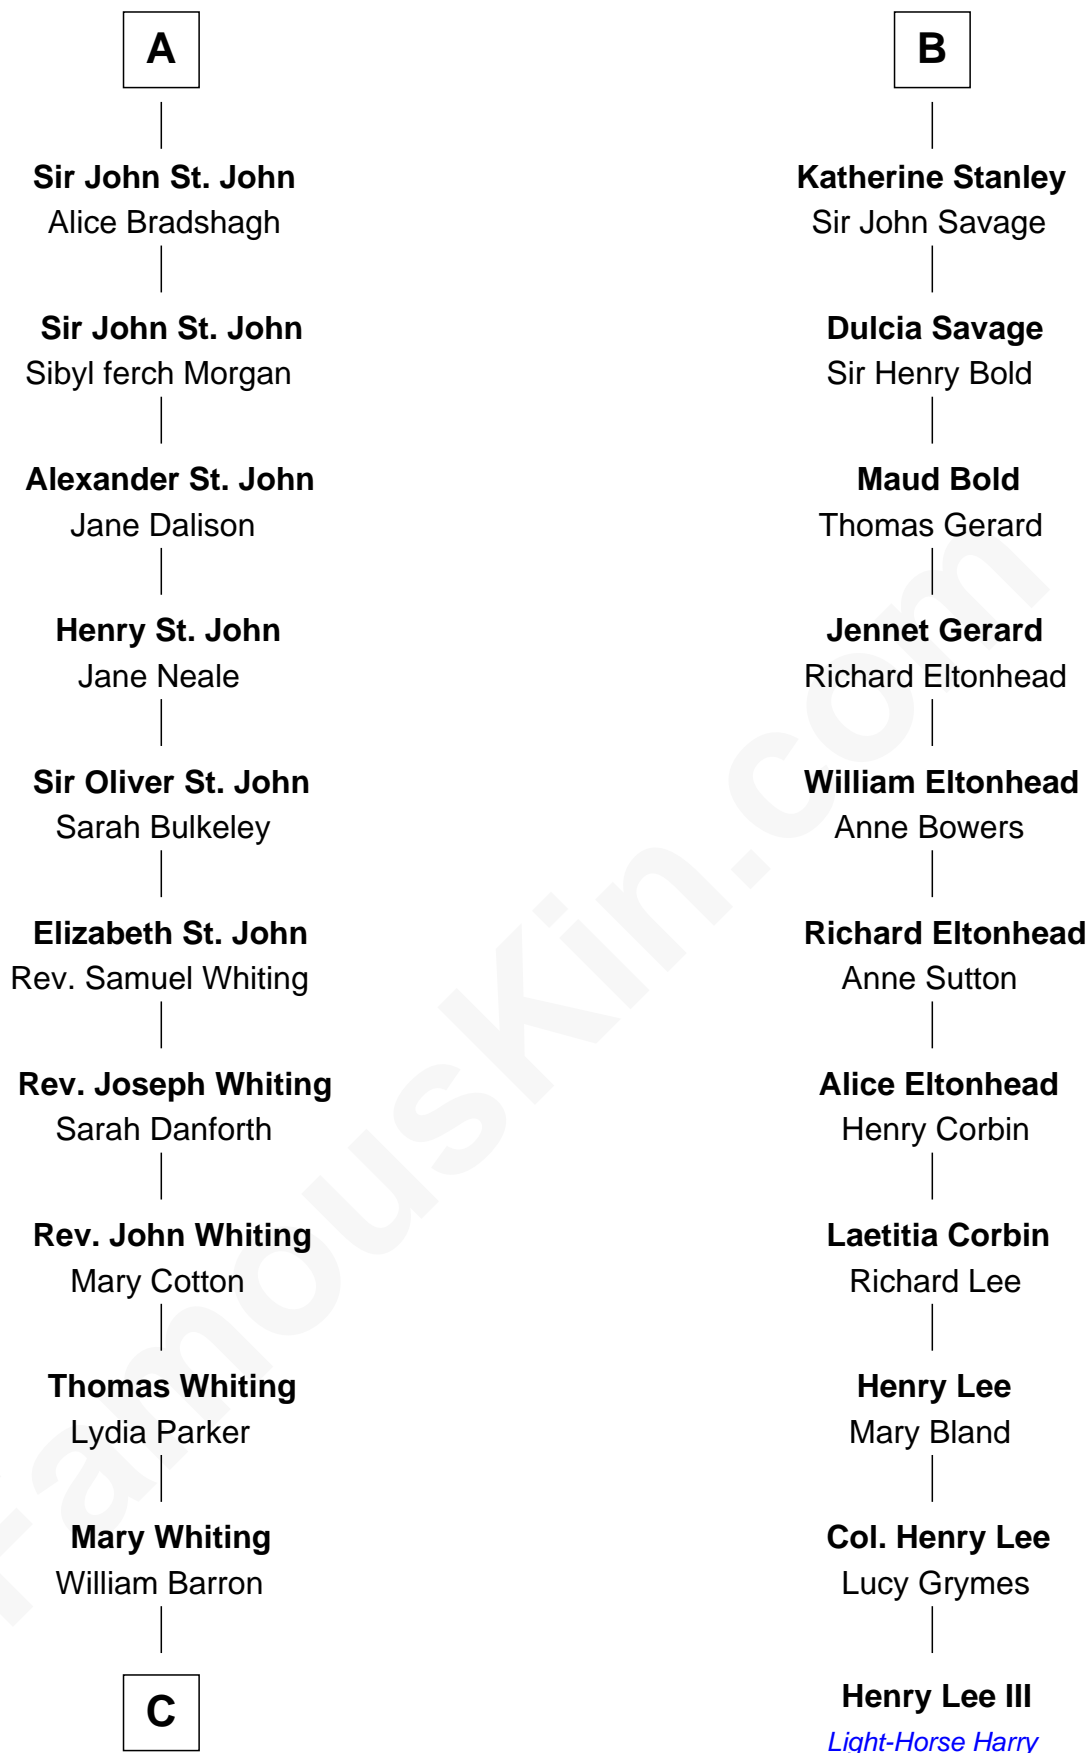 A
Sir John St. John
Alice Bradshagh
Sir John St. John
Sibyl ferch Morgan
Alexander St. John
Jane Dalison
Henry St. John
Jane Neale
Sir Oliver St. John
Sarah Bulkeley
Elizabeth St. John
Rev. Samuel Whiting
Rev. Joseph Whiting
Sarah Danforth
Rev. John Whiting
Mary Cotton
Thomas Whiting
Lydia Parker
Mary Whiting
William Barron
C
B
Katherine Stanley
Sir John Savage
Dulcia Savage
Sir Henry Bold
Maud Bold
Thomas Gerard
Jennet Gerard
Richard Eltonhead
William Eltonhead
Anne Bowers
Richard Eltonhead
Anne Sutton
Alice Eltonhead
Henry Corbin
Laetitia Corbin
Richard Lee
Henry Lee
Mary Bland
Col. Henry Lee
Lucy Grymes
Henry Lee III
Light-Horse Harry
FamousKin.com